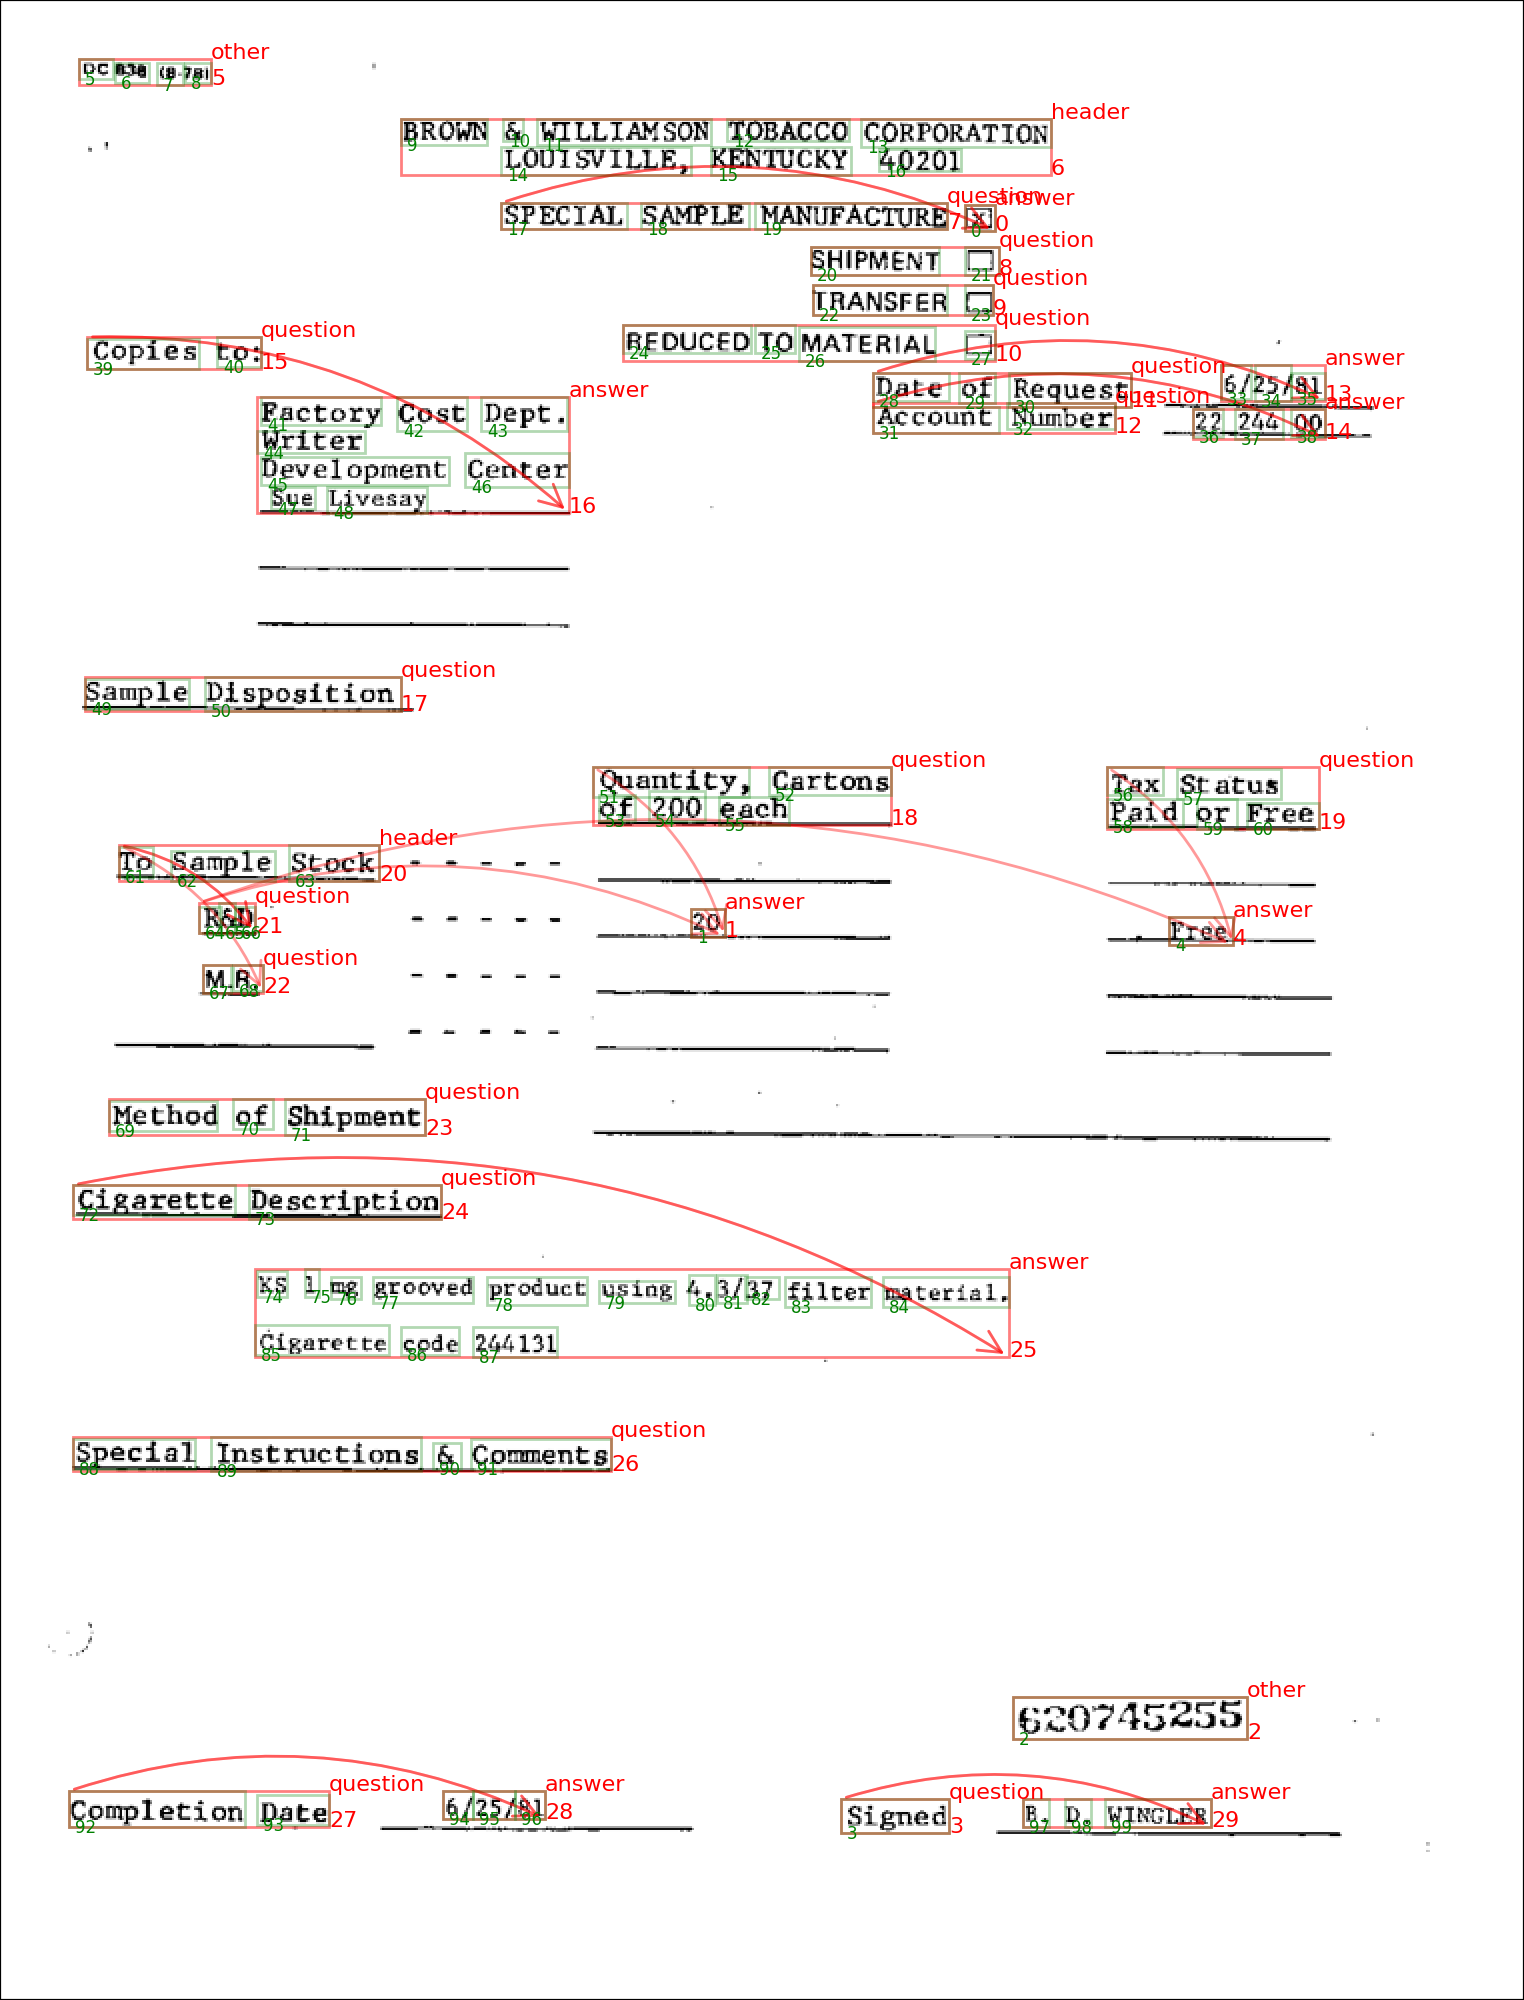 DC 838 (8-78)
BROWN & WILLIAMSON TOBACCO CORPORATION
LOUISVILLE, KENTUCKY 40201
SPECIAL SAMPLE MANUFACTURE x
SHIPMENT
TRANSFER
REDUCED TO MATERIAL
Copies to:
Date of Request 6/25/81
Account Number 22 244 00
Factory Cost Dept.
Writer
Development Center
Sue Livesay
Sample Disposition
Quantity, Cartons
of 200 each
Tax Status
Paid or Free
To Sample Stock - - - - -
R&D - - - - - 20 Free
M.R. - - - - -
- - - - -
Method of Shipment
Cigarette Description
KS 1 mg grooved product using 4.3/37 filter material.
Cigarette code 244131
Special Instructions & Comments
620745255
Completion Date 6/25/81
Signed B. D. WINGLER
other 5
header 6
question 7
answer 0
question 8
question 9
question 10
question 11
answer 13
question 12
answer 14
question 15
answer 16
question 17
question 18
question 19
header 20
question 21
answer 1
answer 4
question 22
question 23
question 24
answer 25
question 26
other 2
question 27
answer 28
question 3
answer 29